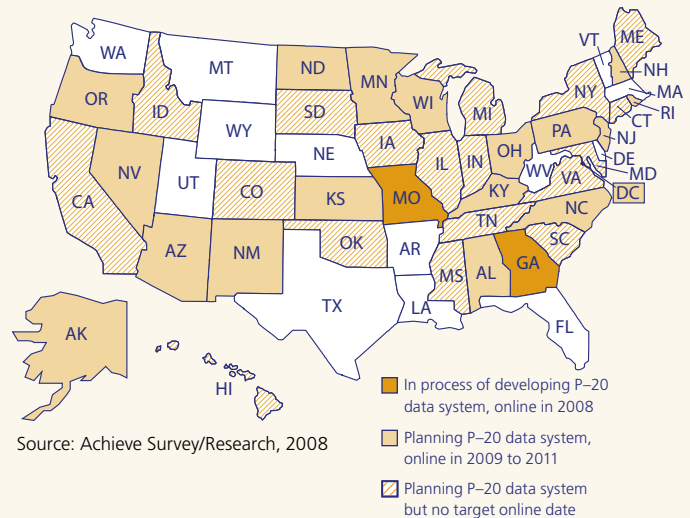 WA
MT
ND
MN
VT
ME
NH
MA
OR
ID
SD
WI
MI
NY
RI
CT
WY
IA
PA
NJ
NE
IL
IN
OH
DE
MD
NV
UT
CO
KS
MO
KY
WV
VA
DC
CA
TN
NC
AZ
NM
OK
AR
SC
MS
AL
GA
TX
LA
FL
AK
HI
In process of developing P–20
data system, online in 2008
Planning P–20 data system,
online in 2009 to 2011
Planning P–20 data system
but no target online date
Source: Achieve Survey/Research, 2008